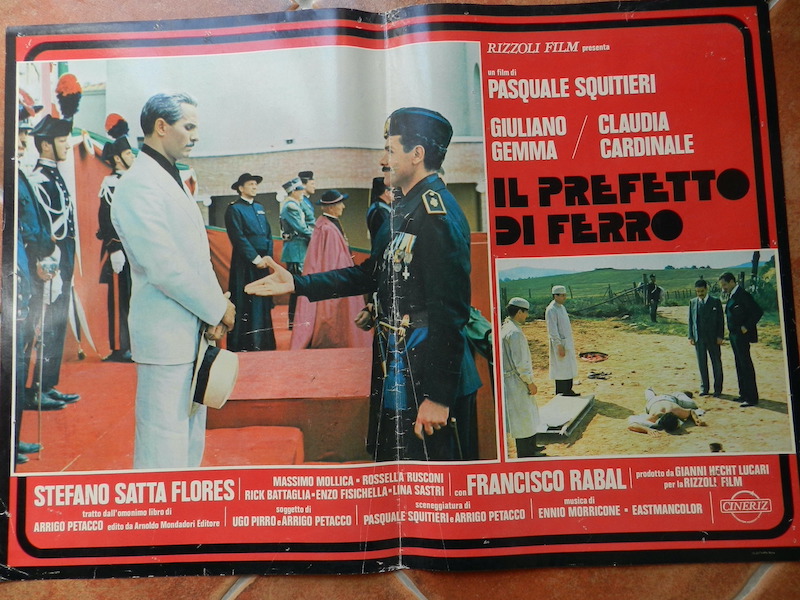 RIZZOLI FILM presenta
un film di
PASQUALE SQUITIERI
GIULIANO GEMMA / CLAUDIA CARDINALE
IL PREFETTO
DI FERRO
STEFANO SATTA FLORES
MASSIMO MOLLICA • ROSSELLA RUSCONI
RICK BATTAGLIA • ENZO FISICHELLA • LINA SASTRI
con FRANCISCO RABAL
prodotto da GIANNI HECHT LUCARI
per la RIZZOLI FILM
tratto dall'omonimo libro di
ARRIGO PETACCO edito da Arnoldo Mondadori Editore
soggetto di
UGO PIRRO e ARRIGO PETACCO
sceneggiatura di
PASQUALE SQUITIERI e ARRIGO PETACCO
musica di
ENNIO MORRICONE • EASTMANCOLOR
CINERIZ